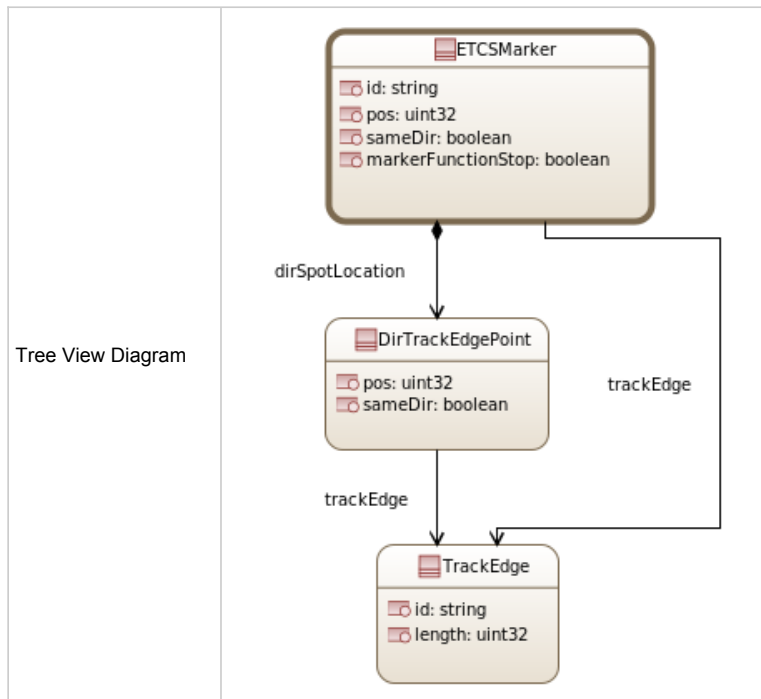 ETCSMarker
id: string
pos: uint32
sameDir: boolean
markerFunctionStop: boolean
dirSpotLocation
Tree View Diagram
DirTrackEdgePoint
pos: uint32
sameDir: boolean
trackEdge
trackEdge
TrackEdge
id: string
length: uint32